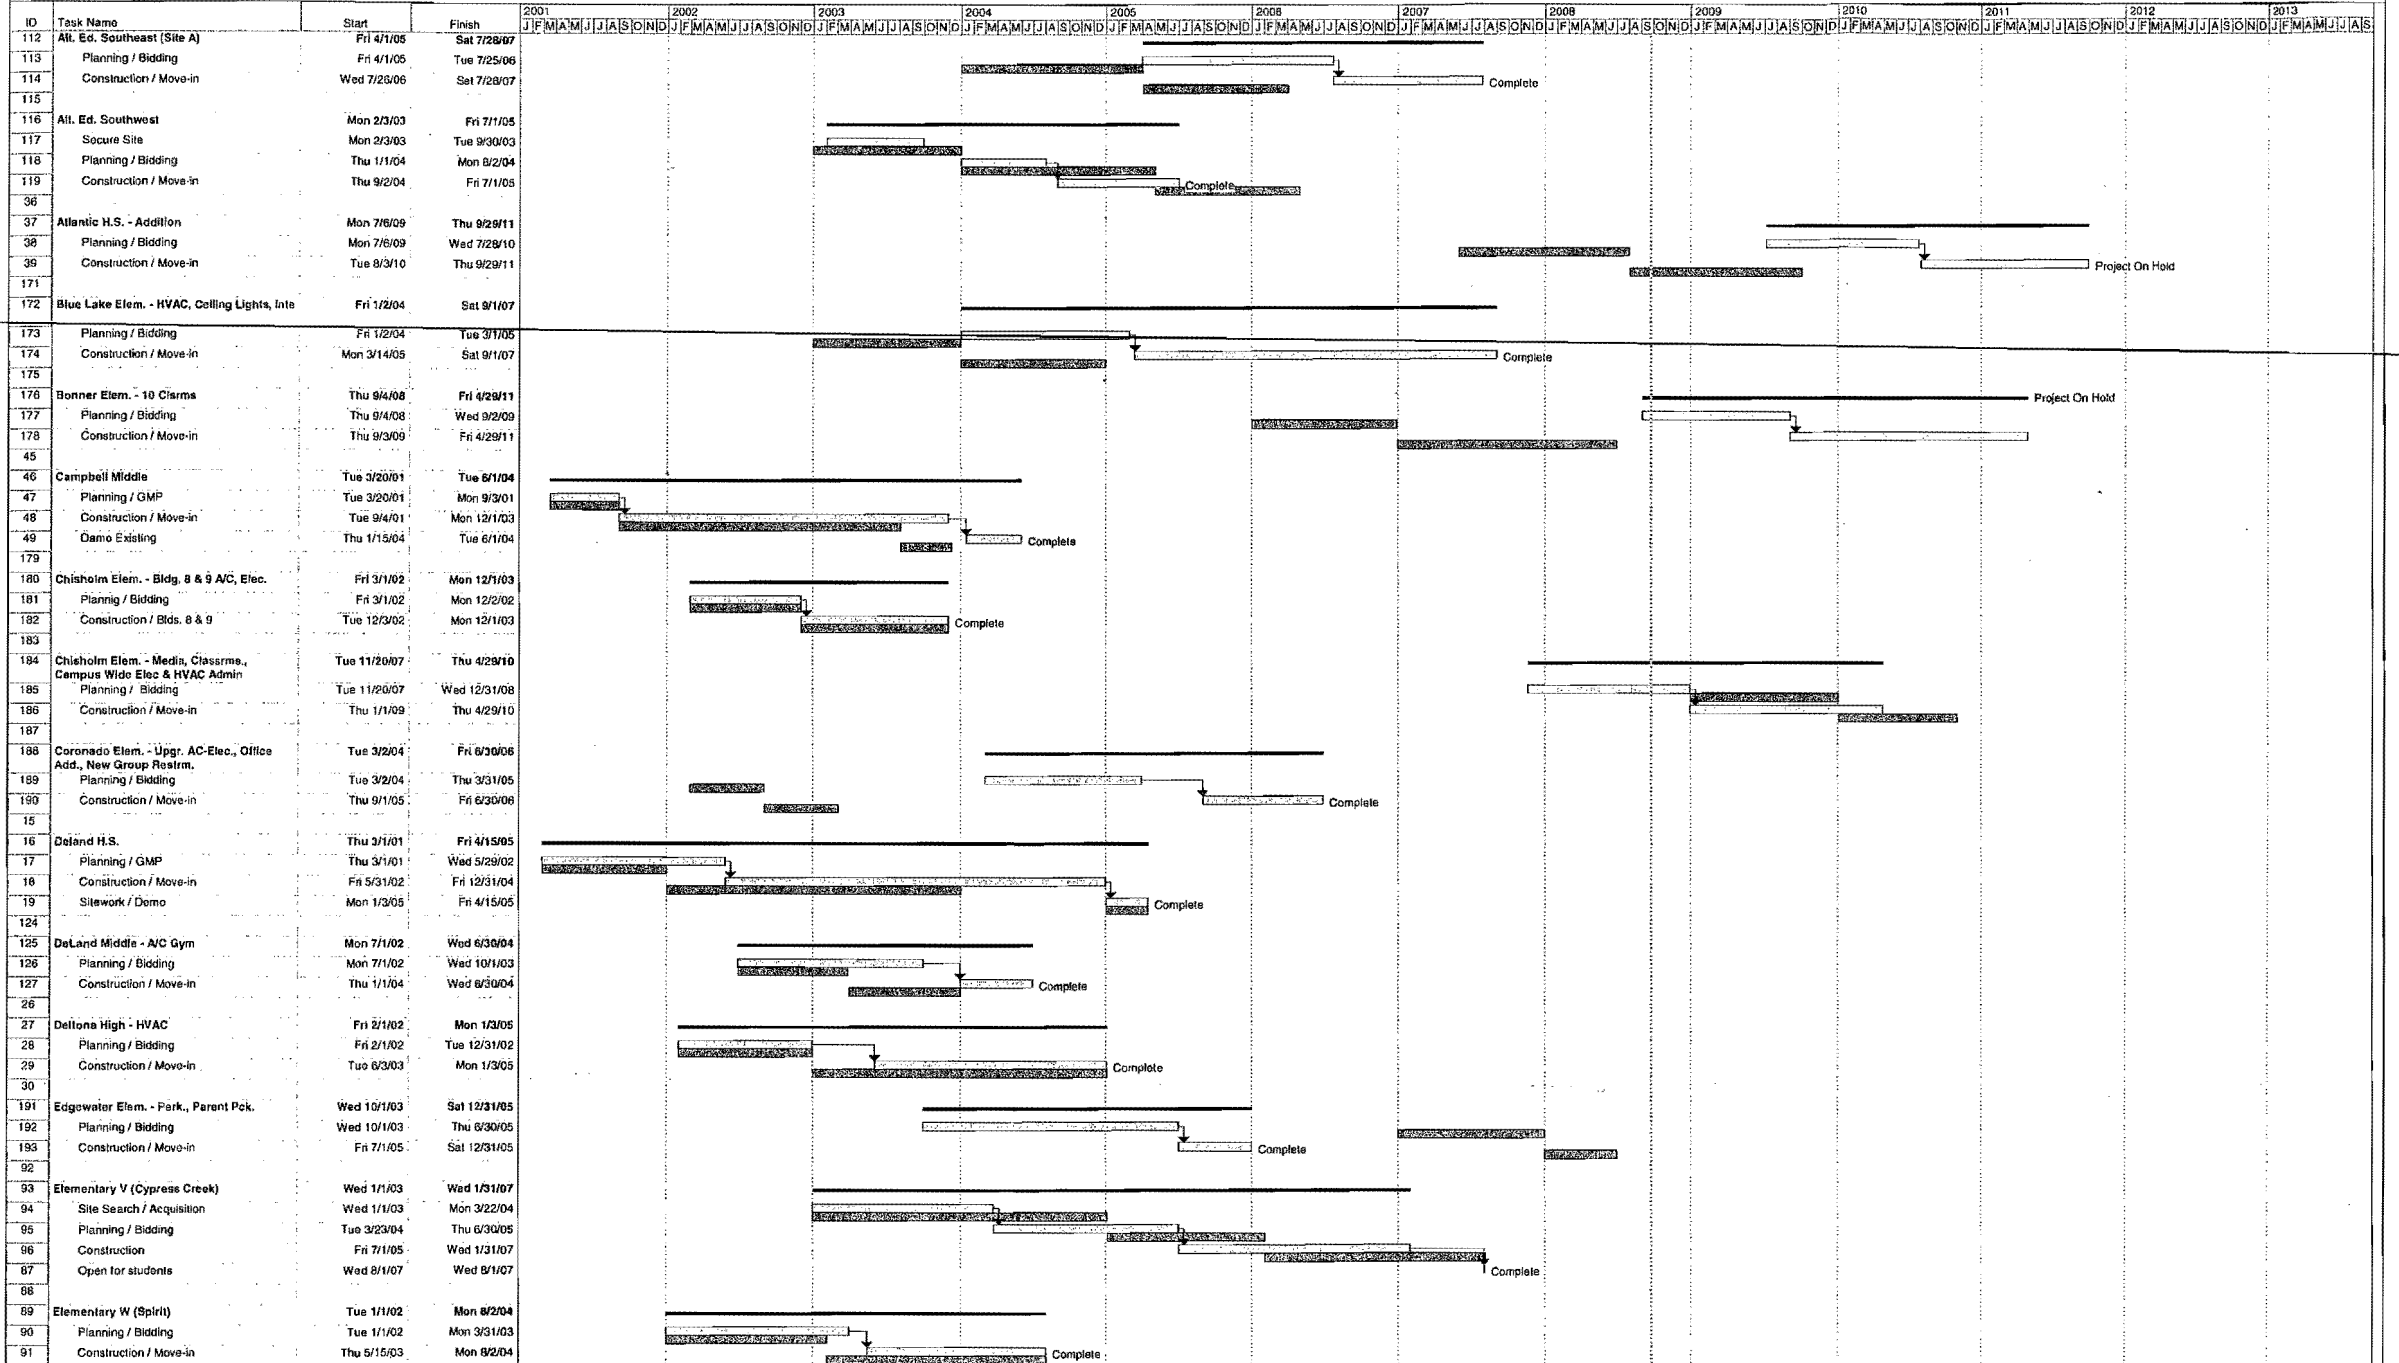 2001 2002 2003 2004 2005 2006 2007 2008 2009 2010 2011 2012 2013
ID Task Name Start Finish J F M A M J J A S O N D J F M A M J J A S O N D J F M A M J J A S O N D J F M A M J J A S O N D J F M A M J J A S O N D J F M A M J J A S O N D J F M A M J J A S O N D J F M A M J J A S O N D J F M A M J J A S O N D J F M A M J J A S O N D J F M A M J J A S O N D J F M A M J J A S O N D J F M A M J J A S
112 Alt. Ed. Southeast (Site A) Fri 4/1/05 Sat 7/28/07
113 Planning / Bidding Fri 4/1/05 Tue 7/25/06
114 Construction / Move-in Wed 7/26/06 Sat 7/28/07 Complete
115
116 Alt. Ed. Southwest Mon 2/3/03 Fri 7/1/05
117 Secure Site Mon 2/3/03 Tue 9/30/03
118 Planning / Bidding Thu 1/1/04 Mon 8/2/04
119 Construction / Move-in Thu 9/2/04 Fri 7/1/05 Complete
36
37 Atlantic H.S. - Addition Mon 7/6/09 Thu 9/29/11
38 Planning / Bidding Mon 7/6/09 Wed 7/28/10
39 Construction / Move-in Tue 8/3/10 Thu 9/29/11 Project On Hold
171
172 Blue Lake Elem. - HVAC, Ceiling Lights, Inte Fri 1/2/04 Sat 9/1/07
173 Planning / Bidding Fri 1/2/04 Tue 3/1/05
174 Construction / Move-in Mon 3/14/05 Sat 9/1/07 Complete
175
176 Bonner Elem. - 10 Clsrms Thu 9/4/08 Fri 4/29/11 Project On Hold
177 Planning / Bidding Thu 9/4/08 Wed 9/2/09
178 Construction / Move-in Thu 9/3/09 Fri 4/29/11
45
46 Campbell Middle Tue 3/20/01 Tue 6/1/04
47 Planning / GMP Tue 3/20/01 Mon 9/3/01
48 Construction / Move-in Tue 9/4/01 Mon 12/1/03
49 Demo Existing Thu 1/15/04 Tue 6/1/04 Complete
179
180 Chisholm Elem. - Bldg. 8 & 9 A/C, Elec. Fri 3/1/02 Mon 12/1/03
181 Plannig / Bidding Fri 3/1/02 Mon 12/2/02
182 Construction / Blds. 8 & 9 Tue 12/3/02 Mon 12/1/03 Complete
183
184 Chisholm Elem. - Media, Classrms., Tue 11/20/07 Thu 4/29/10
Campus Wide Elec & HVAC Admin
185 Planning / Bidding Tue 11/20/07 Wed 12/31/08
186 Construction / Move-in Thu 1/1/09 Thu 4/29/10
187
188 Coronado Elem. - Upgr. AC-Elec., Office Tue 3/2/04 Fri 6/30/06
Add., New Group Restrm.
189 Planning / Bidding Tue 3/2/04 Thu 3/31/05
190 Construction / Move-in Thu 9/1/05 Fri 6/30/06 Complete
15
16 Deland H.S. Thu 3/1/01 Fri 4/15/05
17 Planning / GMP Thu 3/1/01 Wed 5/29/02
18 Construction / Move-in Fri 5/31/02 Fri 12/31/04
19 Sitework / Demo Mon 1/3/05 Fri 4/15/05 Complete
124
125 DeLand Middle - A/C Gym Mon 7/1/02 Wed 6/30/04
126 Planning / Bidding Mon 7/1/02 Wed 10/1/03
127 Construction / Move-in Thu 1/1/04 Wed 6/30/04 Complete
26
27 Deltona High - HVAC Fri 2/1/02 Mon 1/3/05
28 Planning / Bidding Fri 2/1/02 Tue 12/31/02
29 Construction / Move-in Tue 6/3/03 Mon 1/3/05 Complete
30
191 Edgewater Elem. - Park., Parent Pck. Wed 10/1/03 Sat 12/31/05
192 Planning / Bidding Wed 10/1/03 Thu 6/30/05
193 Construction / Move-in Fri 7/1/05 Sat 12/31/05 Complete
92
93 Elementary V (Cypress Creek) Wed 1/1/03 Wed 1/31/07
94 Site Search / Acquisition Wed 1/1/03 Mon 3/22/04
95 Planning / Bidding Tue 3/23/04 Thu 6/30/05
96 Construction Fri 7/1/05 Wed 1/31/07
87 Open for students Wed 8/1/07 Wed 8/1/07 Complete
88
89 Elementary W (Spirit) Tue 1/1/02 Mon 8/2/04
90 Planning / Bidding Tue 1/1/02 Mon 3/31/03
91 Construction / Move-in Thu 5/15/03 Mon 8/2/04 Complete